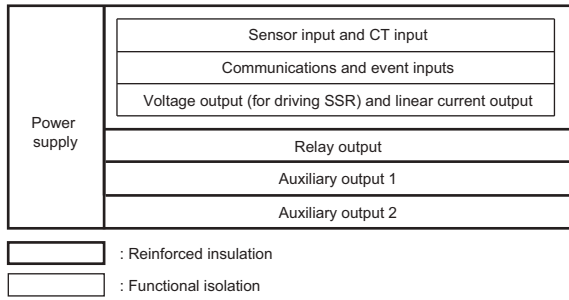 Power
supply
Sensor input and CT input
Communications and event inputs
Voltage output (for driving SSR) and linear current output
Relay output
Auxiliary output 1
Auxiliary output 2
: Reinforced insulation
: Functional isolation